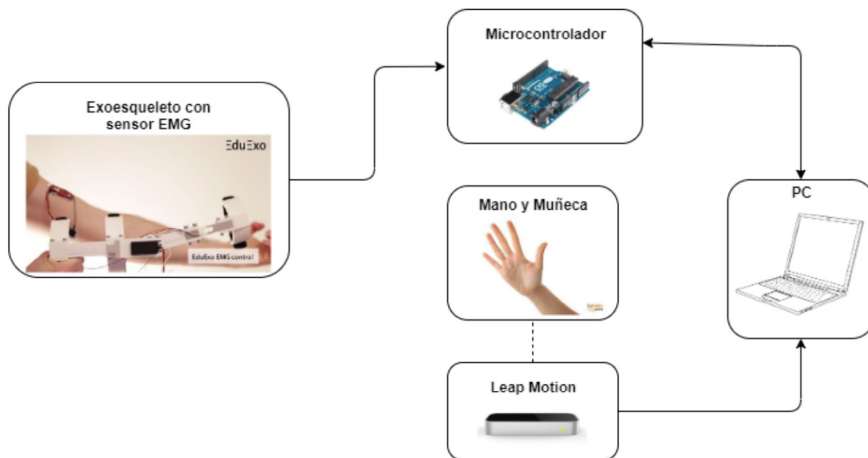 Microcontrolador
Exoesqueleto con
sensor EMG
EduExo
EduExo EMG control
Mano y Muñeca
PC
Leap Motion